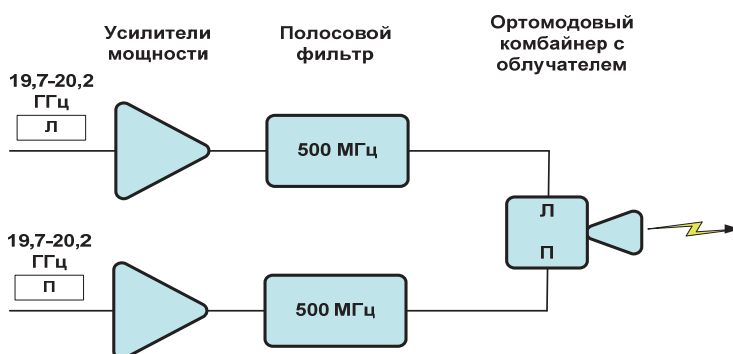 Усилители
мощности
Полосовой
фильтр
Ортомодовый
комбайнер с
облучателем
19,7–20,2
ГГц
Л
500 МГц
Л
П
19,7–20,2
ГГц
П
500 МГц